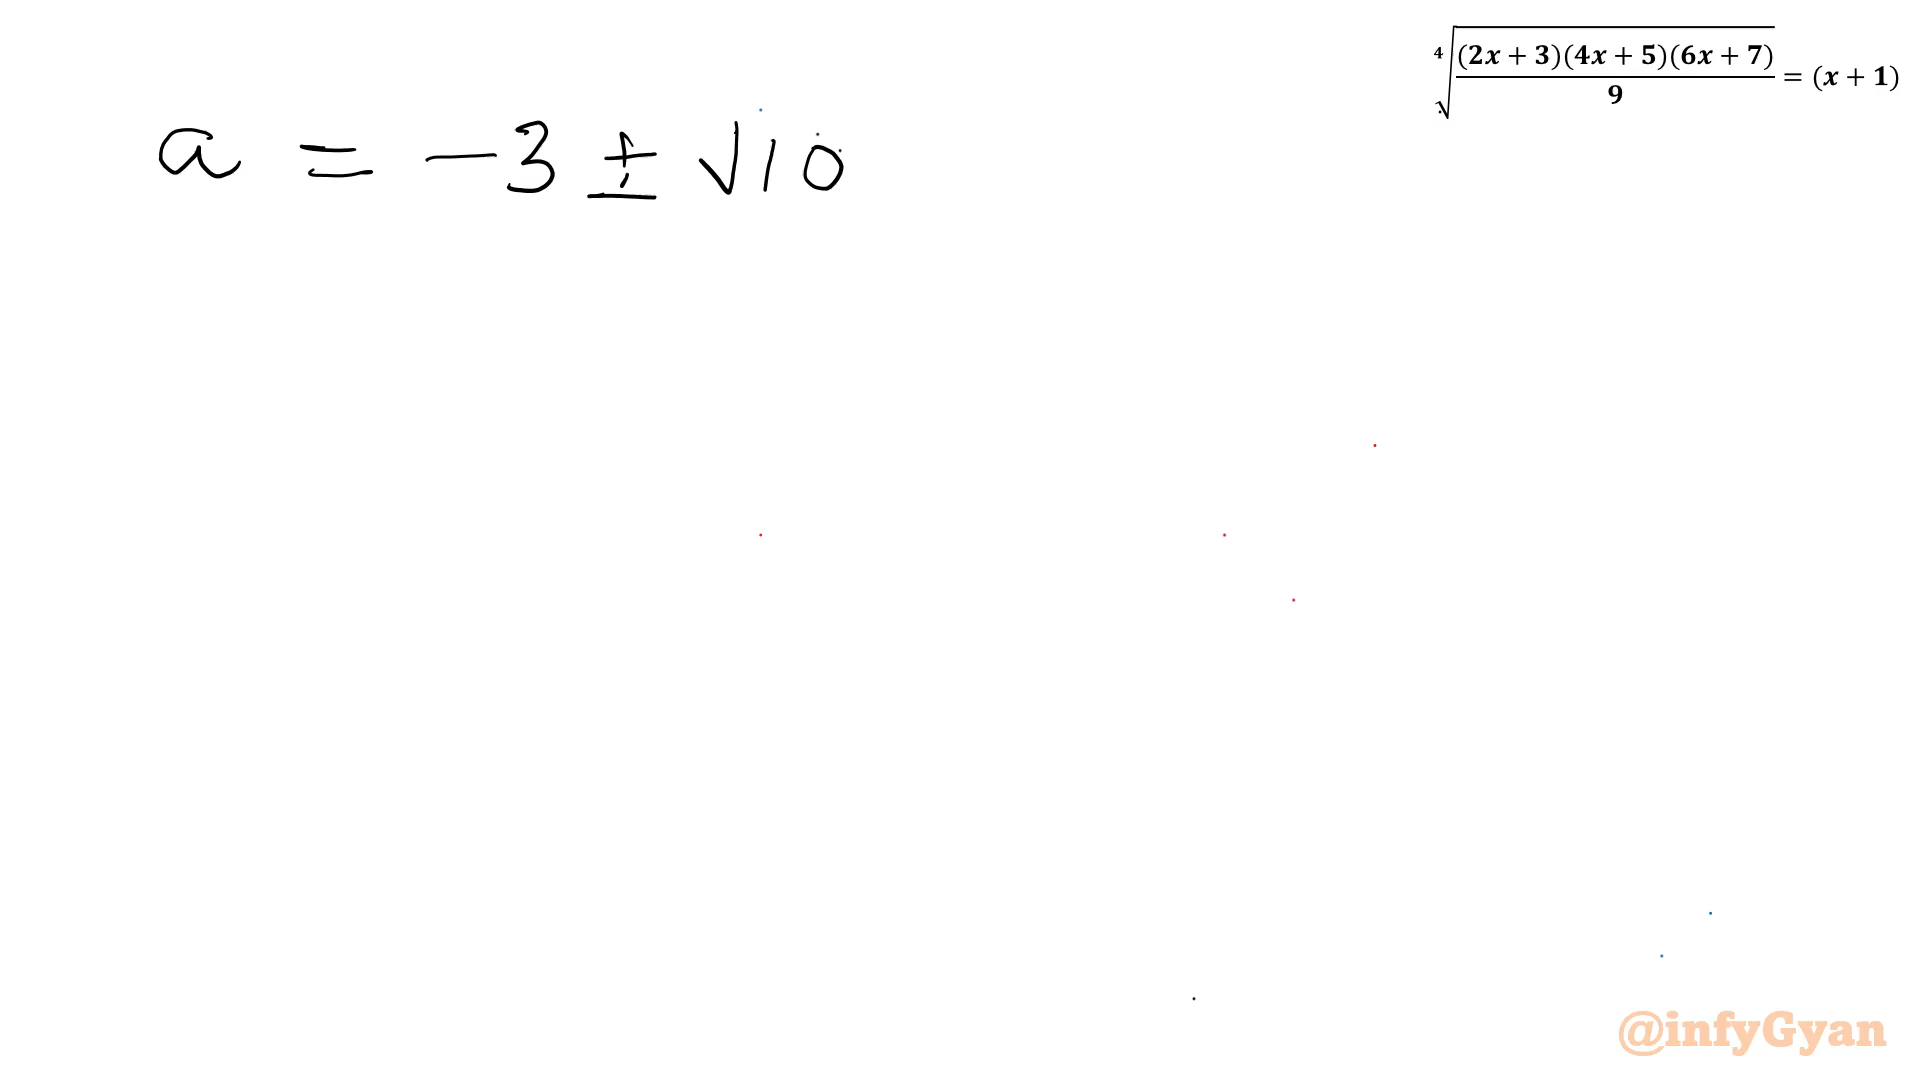 \sqrt[4]{\frac{(2x+3)(4x+5)(6x+7)}{9}} = (x+1)
a = -3 ± √10
@infyGyan